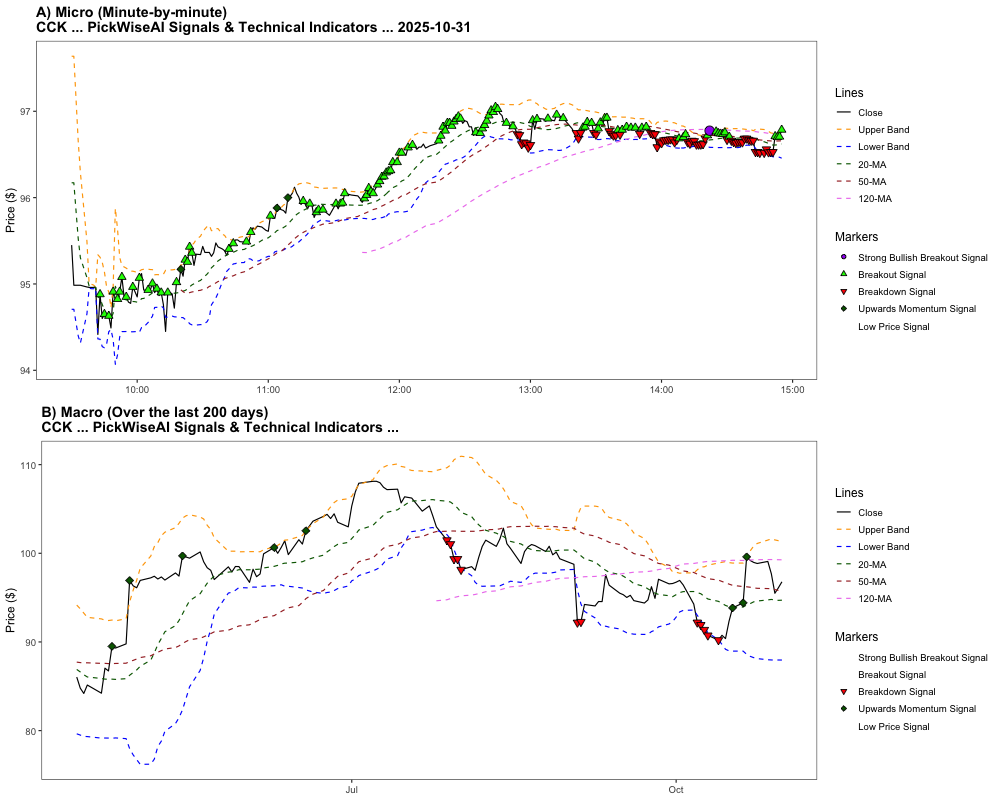 A) Micro (Minute-by-minute)
CCK ... PickWiseAI Signals & Technical Indicators ... 2025-10-31
Price ($)
97
96
95
94
10:00
11:00
12:00
13:00
14:00
15:00
Lines
Close
Upper Band
Lower Band
20-MA
50-MA
120-MA
Markers
Strong Bullish Breakout Signal
Breakout Signal
Breakdown Signal
Upwards Momentum Signal
Low Price Signal
B) Macro (Over the last 200 days)
CCK ... PickWiseAI Signals & Technical Indicators ...
Price ($)
110
100
90
80
Jul
Oct
Lines
Close
Upper Band
Lower Band
20-MA
50-MA
120-MA
Markers
Strong Bullish Breakout Signal
Breakout Signal
Breakdown Signal
Upwards Momentum Signal
Low Price Signal